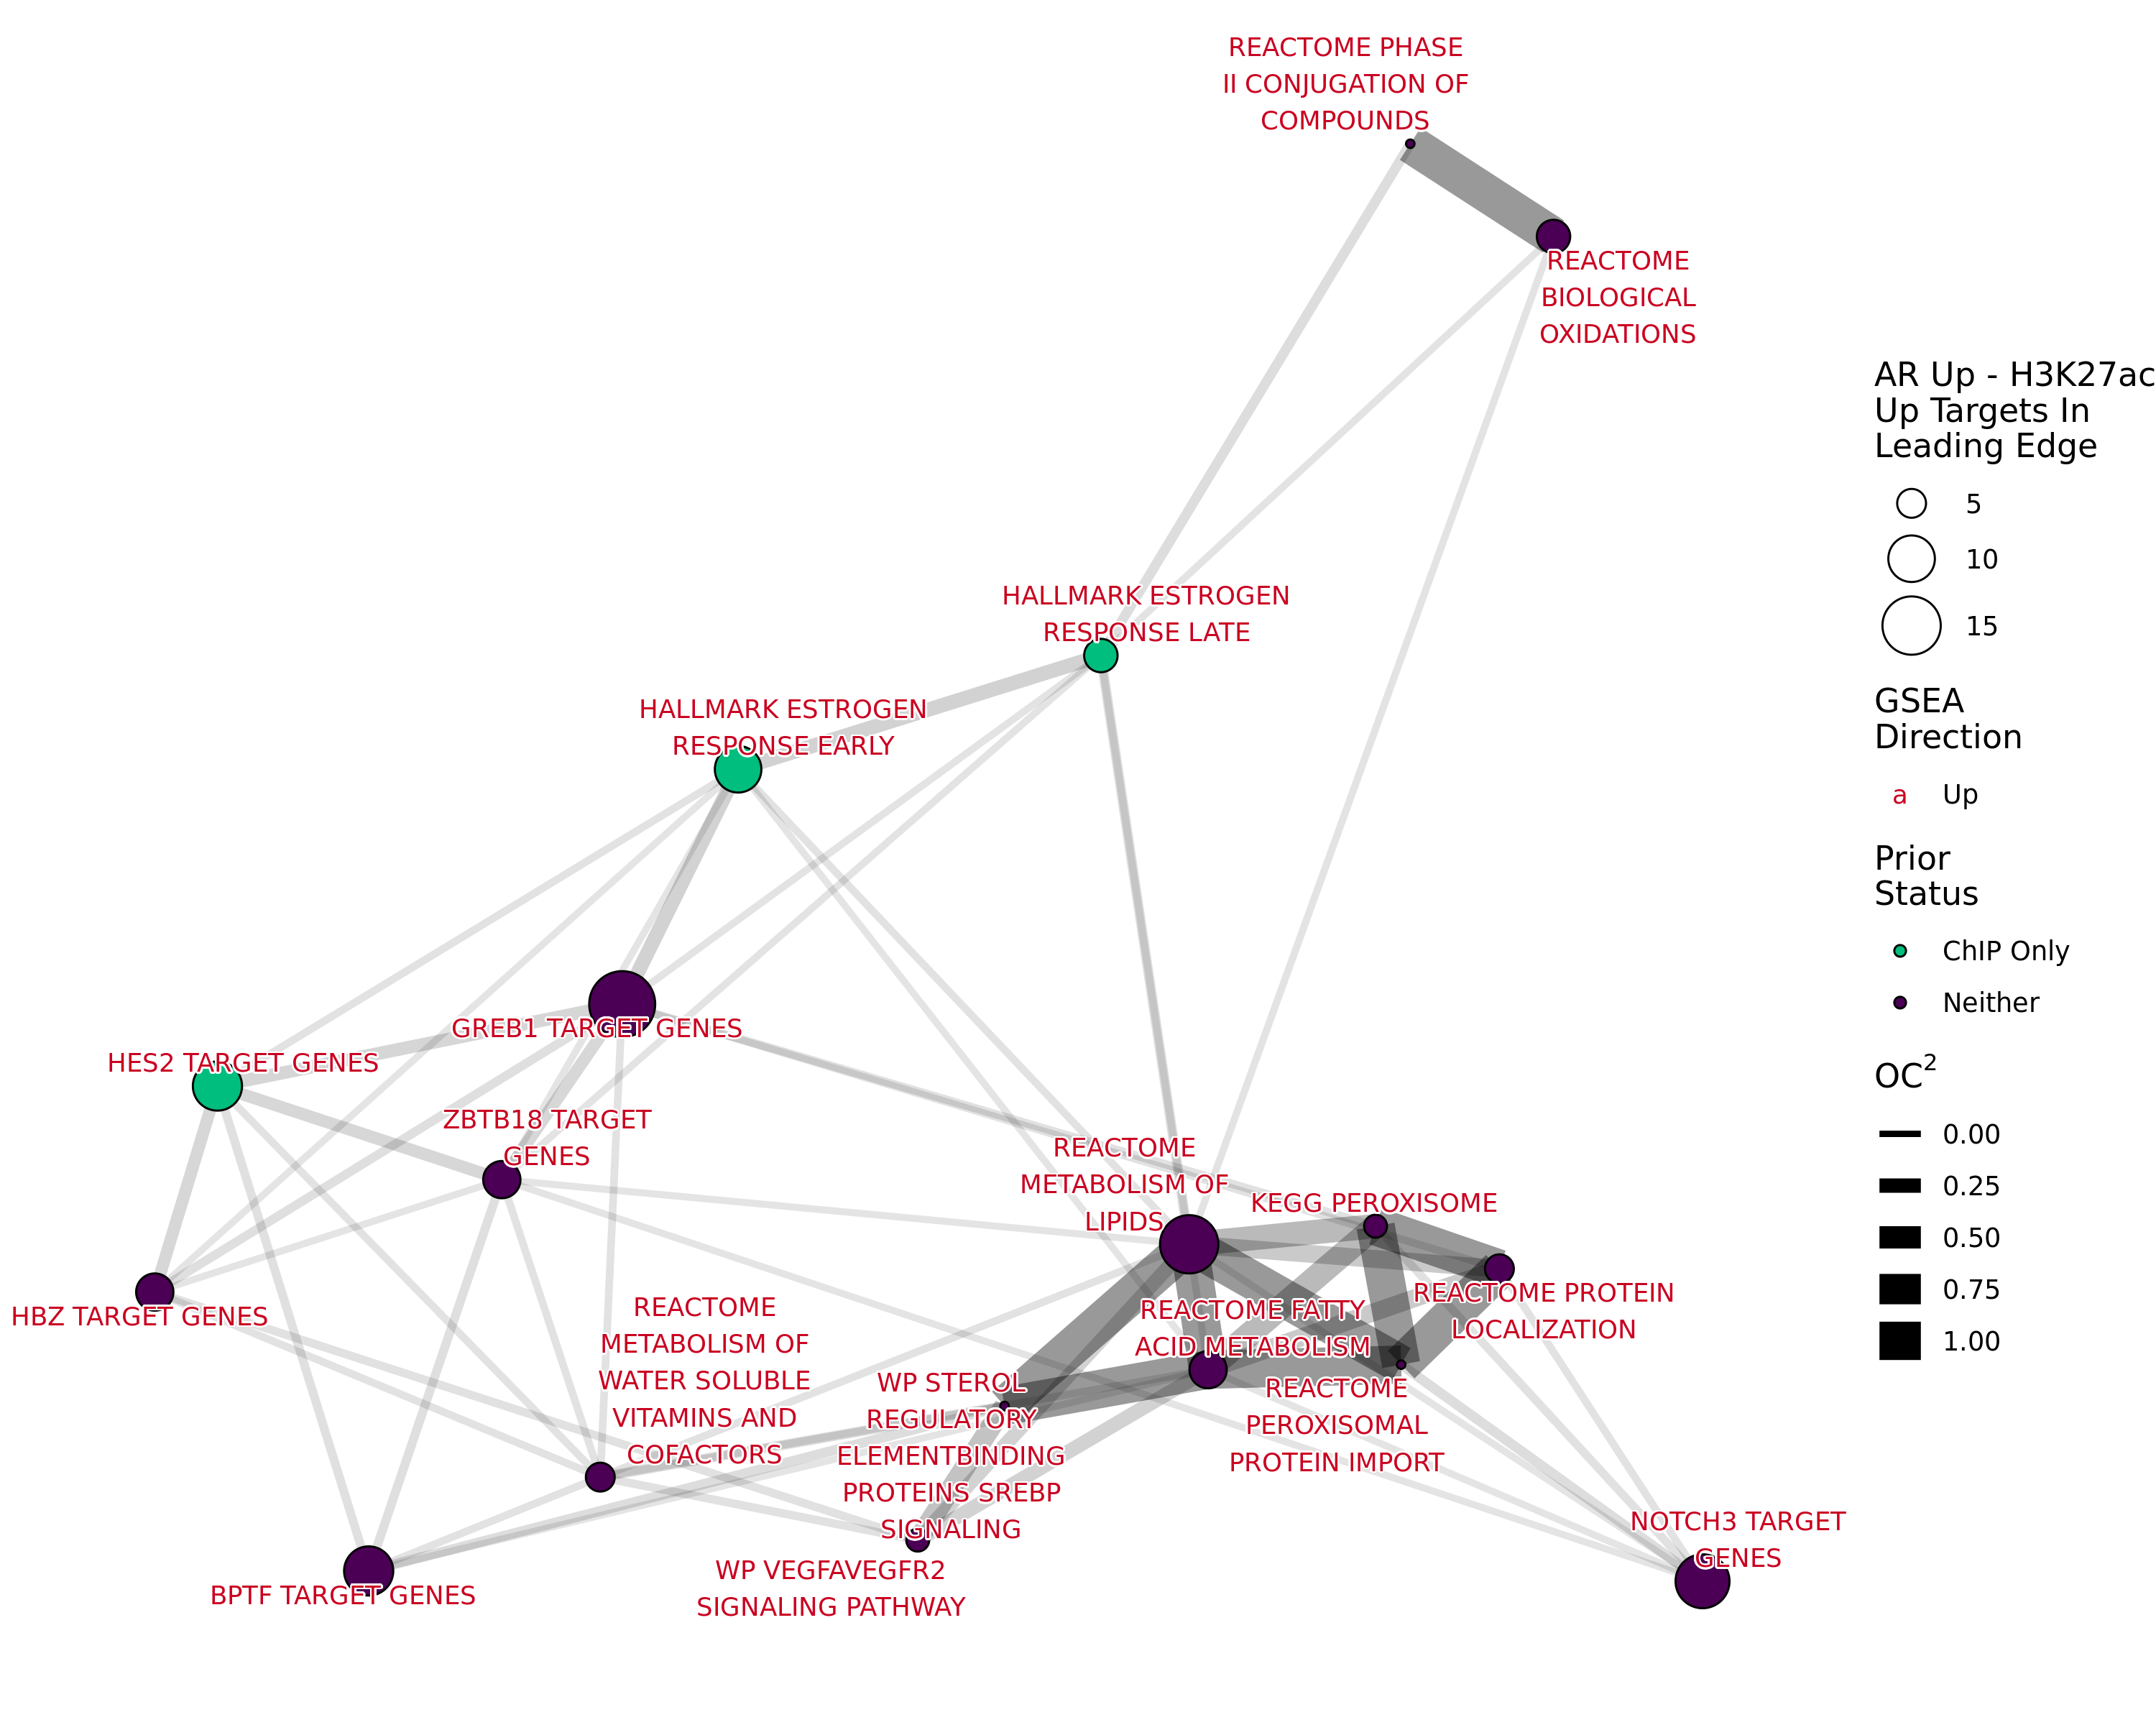 REACTOME PHASE
II CONJUGATION OF
COMPOUNDS
REACTOME
BIOLOGICAL
OXIDATIONS
HALLMARK ESTROGEN
RESPONSE LATE
HALLMARK ESTROGEN
RESPONSE EARLY
GREB1 TARGET GENES
HES2 TARGET GENES
ZBTB18 TARGET
GENES
REACTOME
METABOLISM OF
LIPIDS
KEGG PEROXISOME
REACTOME PROTEIN
LOCALIZATION
HBZ TARGET GENES
REACTOME
METABOLISM OF
WATER SOLUBLE
VITAMINS AND
COFACTORS
REACTOME FATTY
ACID METABOLISM
WP STEROL
REGULATORY
ELEMENTBINDING
PROTEINS SREBP
SIGNALING
REACTOME
PEROXISOMAL
PROTEIN IMPORT
NOTCH3 TARGET
GENES
WP VEGFAVEGFR2
SIGNALING PATHWAY
BPTF TARGET GENES
AR Up - H3K27ac
Up Targets In
Leading Edge
5
10
15
GSEA
Direction
a Up
Prior
Status
ChIP Only
Neither
OC²
0.00
0.25
0.50
0.75
1.00